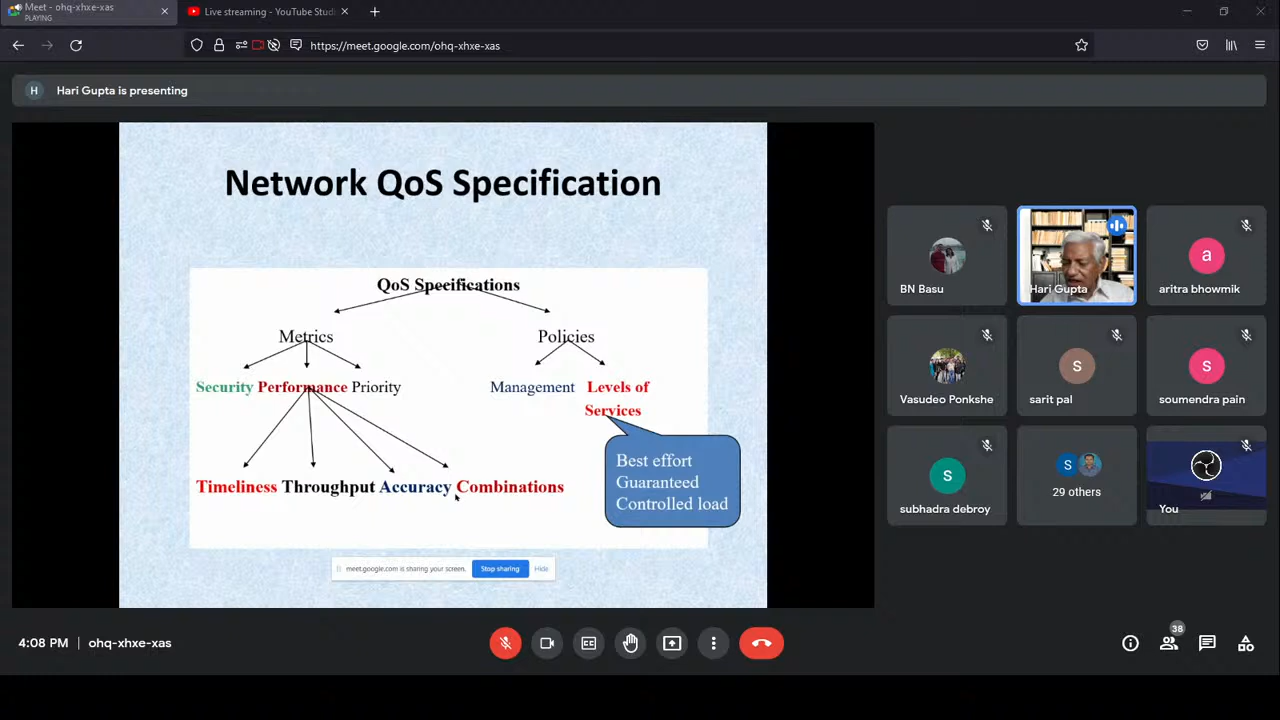 Meet - ohq-xhxe-xas
PLAYING
Live streaming - YouTube Stud
https://meet.google.com/ohq-xhxe-xas
H Hari Gupta is presenting
Network QoS Specification
QoS Specifications
Metrics Policies
Security Performance Priority Management Levels of
Services
Best effort
Guaranteed
Controlled load
Timeliness Throughput Accuracy Combinations
meet.google.com is sharing your screen. Stop sharing Hide
BN Basu
Hari Gupta
a
aritra bhowmik
Vasudeo Ponkshe
s
sarit pal
s
soumendra pain
s
subhadra debroy
S
29 others
You
4:08 PM | ohq-xhxe-xas
CC
38